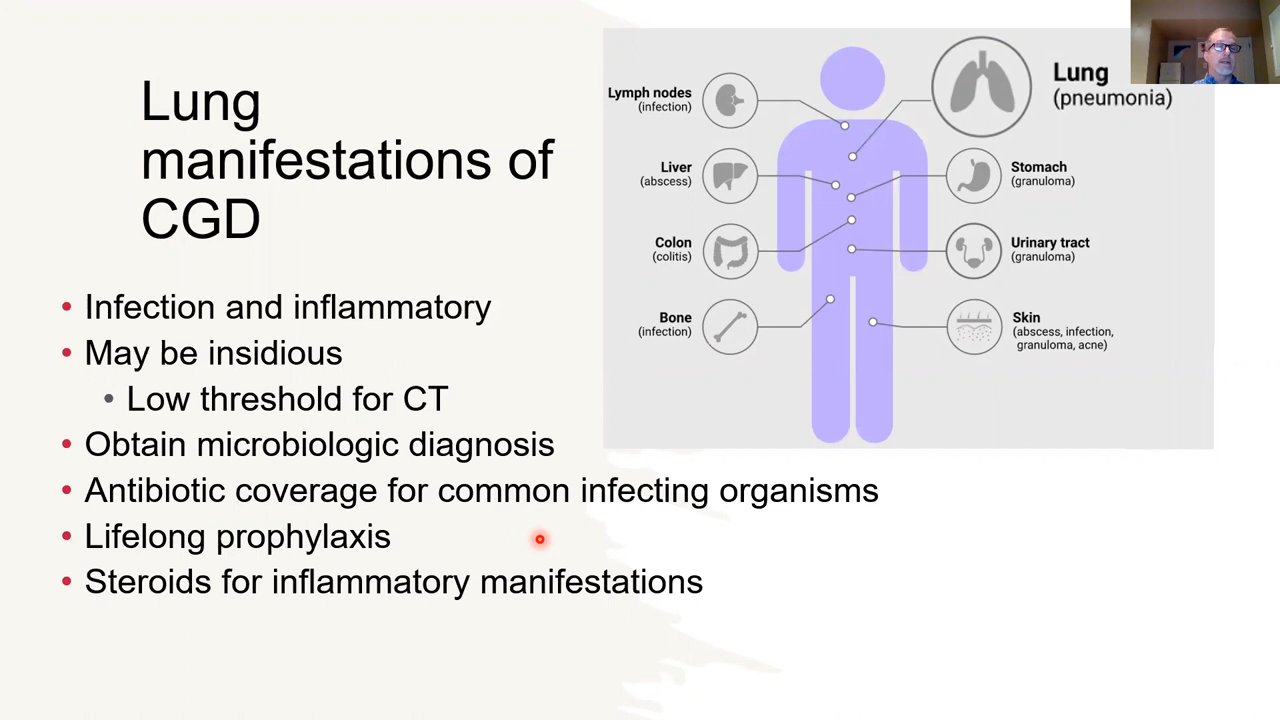 Lung
manifestations of
CGD
• Infection and inflammatory
• May be insidious
• Low threshold for CT
• Obtain microbiologic diagnosis
• Antibiotic coverage for common infecting organisms
• Lifelong prophylaxis
• Steroids for inflammatory manifestations
Lymph nodes
(infection)
Liver
(abscess)
Colon
(colitis)
Bone
(infection)
Lung
(pneumonia)
Stomach
(granuloma)
Urinary tract
(granuloma)
Skin
(abscess, infection,
granuloma, acne)